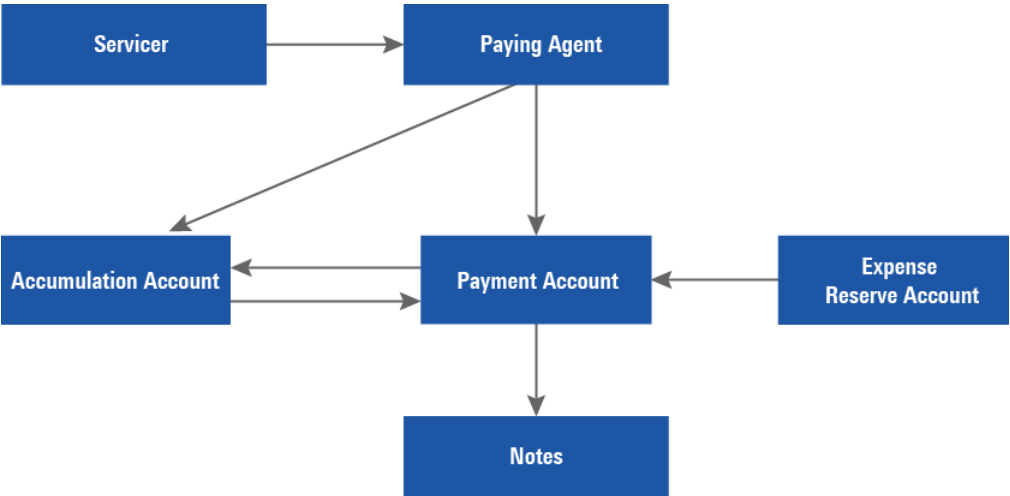 Servicer
Paying Agent
Accumulation Account
Payment Account
Expense
Reserve Account
Notes